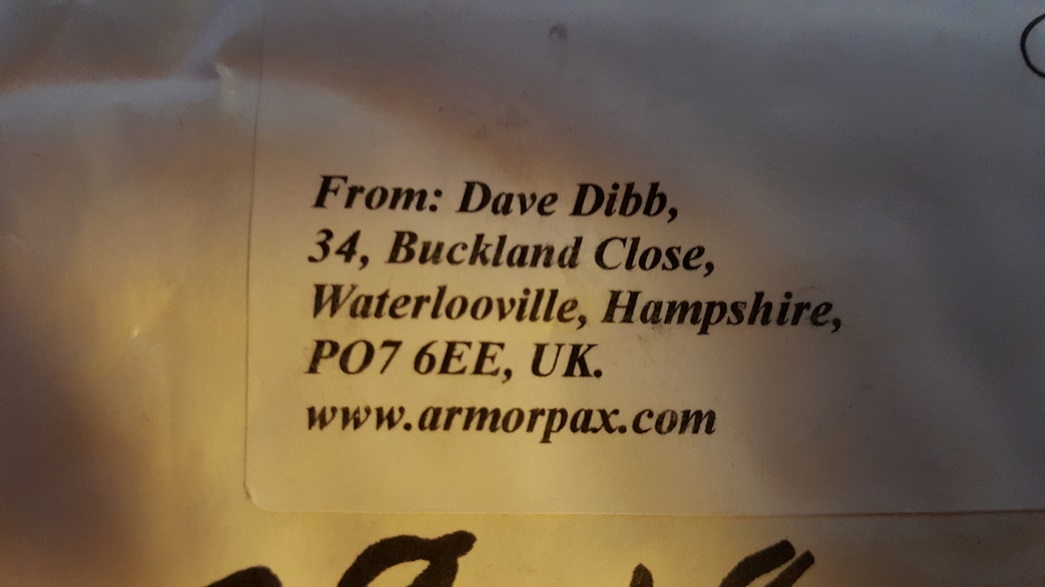 From: Dave Dibb,
34, Buckland Close,
Waterlooville, Hampshire,
PO7 6EE, UK.
www.armorpax.com